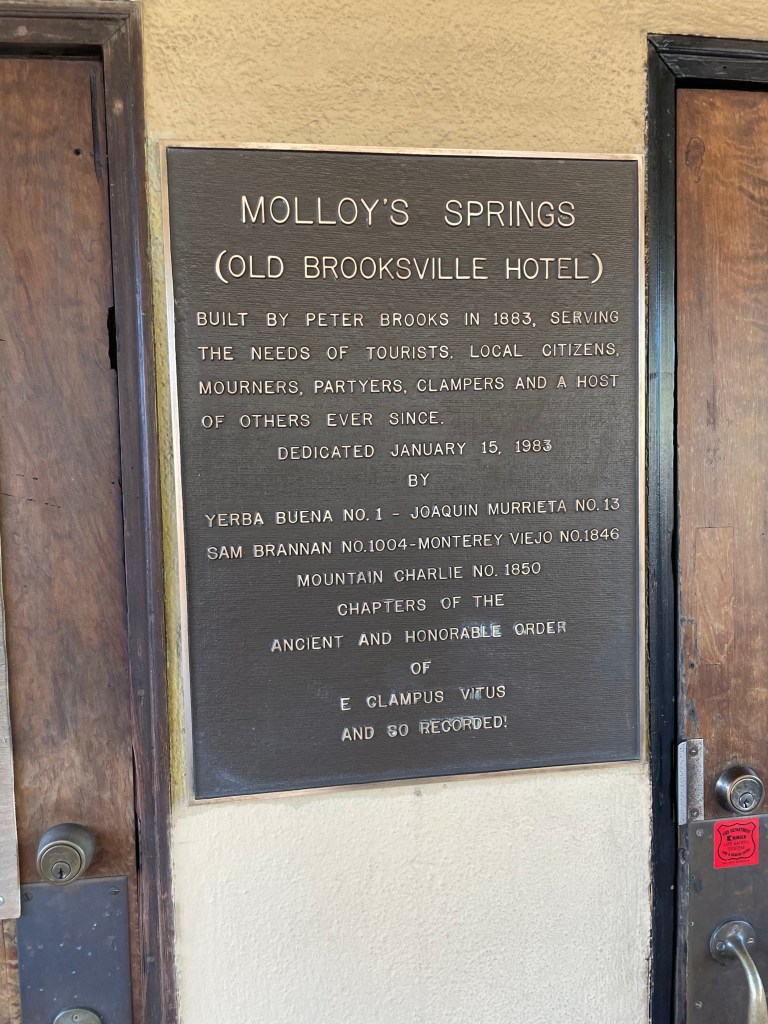 MOLLOY'S SPRINGS
(OLD BROOKSVILLE HOTEL)
BUILT BY PETER BROOKS IN 1883, SERVING
THE NEEDS OF TOURISTS, LOCAL CITIZENS,
MOURNERS, PARTYERS, CLAMPERS AND A HOST
OF OTHERS EVER SINCE.
DEDICATED JANUARY 15, 1983
BY
YERBA BUENA NO. 1 - JOAQUIN MURRIETA NO. 13
SAM BRANNAN NO. 1004 - MONTEREY VIEJO NO. 1846
MOUNTAIN CHARLIE NO. 1850
CHAPTERS OF THE
ANCIENT AND HONORABLE ORDER
OF
E CLAMPUS VITUS
AND SO RECORDED!
FIRE DEPARTMENT